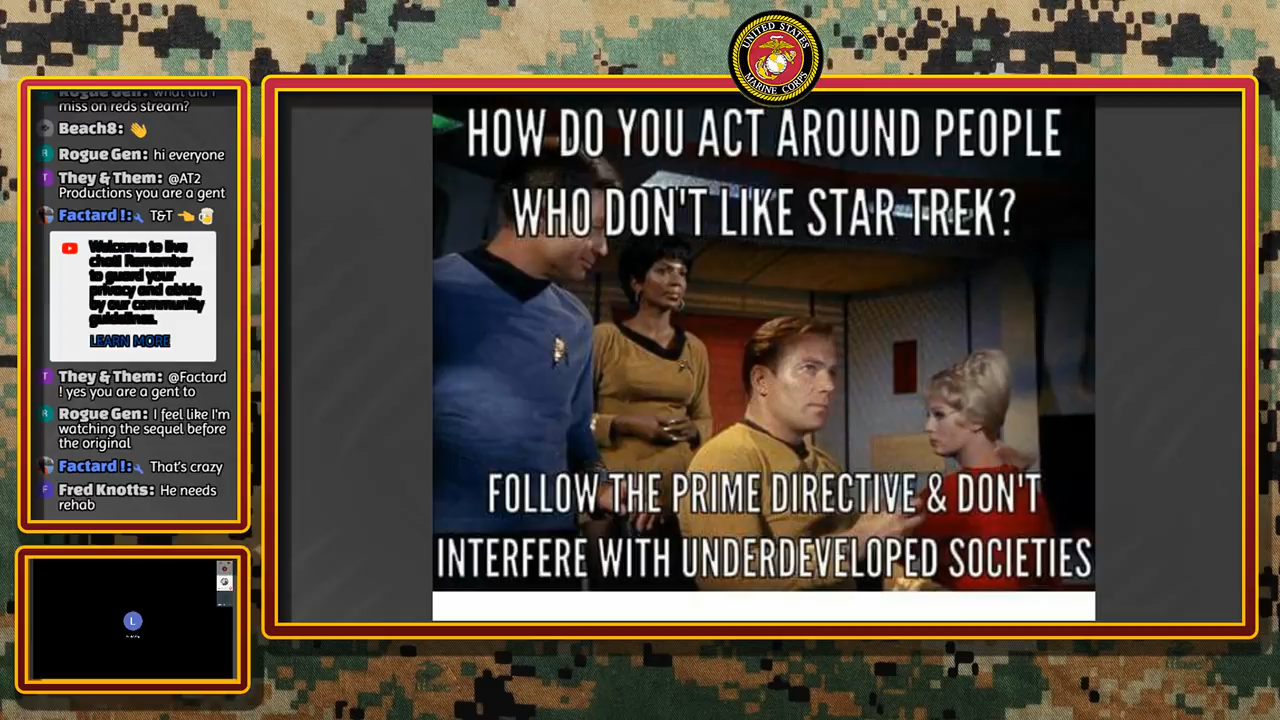 UNITED STATES
MARINE CORPS
Rogue Gen: what did I
miss on reds stream?
Beach8: 👋
Rogue Gen: hi everyone
They & Them: @AT2
Productions you are a gent
Factard !: T&T 👈🍺
Welcome to live
chat! Remember
to guard your
privacy and abide
by our community
guidelines.
LEARN MORE
They & Them: @Factard
! yes you are a gent to
Rogue Gen: I feel like I'm
watching the sequel before
the original
Factard !: That's crazy
Fred Knotts: He needs
rehab
L
HOW DO YOU ACT AROUND PEOPLE
WHO DON'T LIKE STAR TREK?
FOLLOW THE PRIME DIRECTIVE & DON'T
INTERFERE WITH UNDERDEVELOPED SOCIETIES